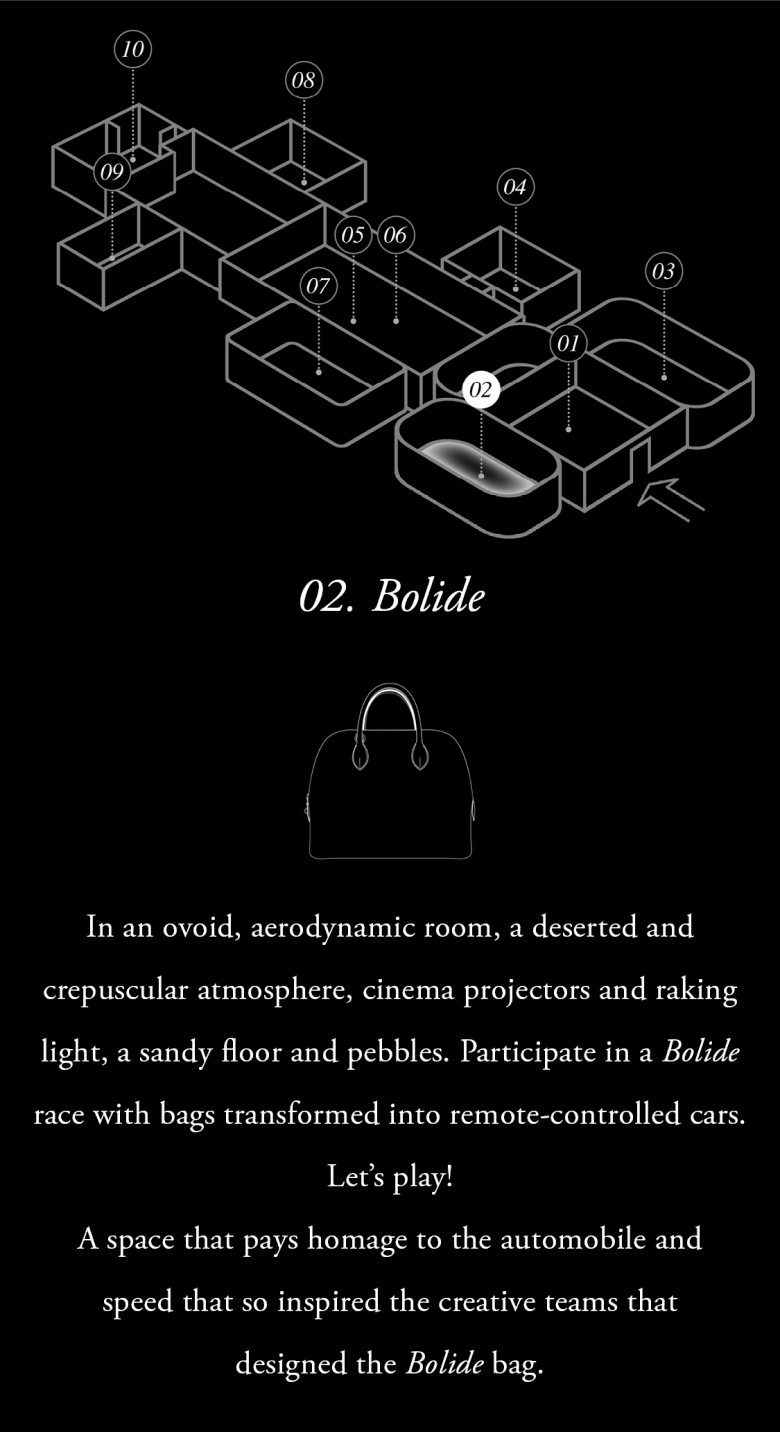 10
08
09
04
05 06
03
07
01
02
02. Bolide
In an ovoid, aerodynamic room, a deserted and
crepuscular atmosphere, cinema projectors and raking
light, a sandy floor and pebbles. Participate in a Bolide
race with bags transformed into remote-controlled cars.
Let’s play!
A space that pays homage to the automobile and
speed that so inspired the creative teams that
designed the Bolide bag.